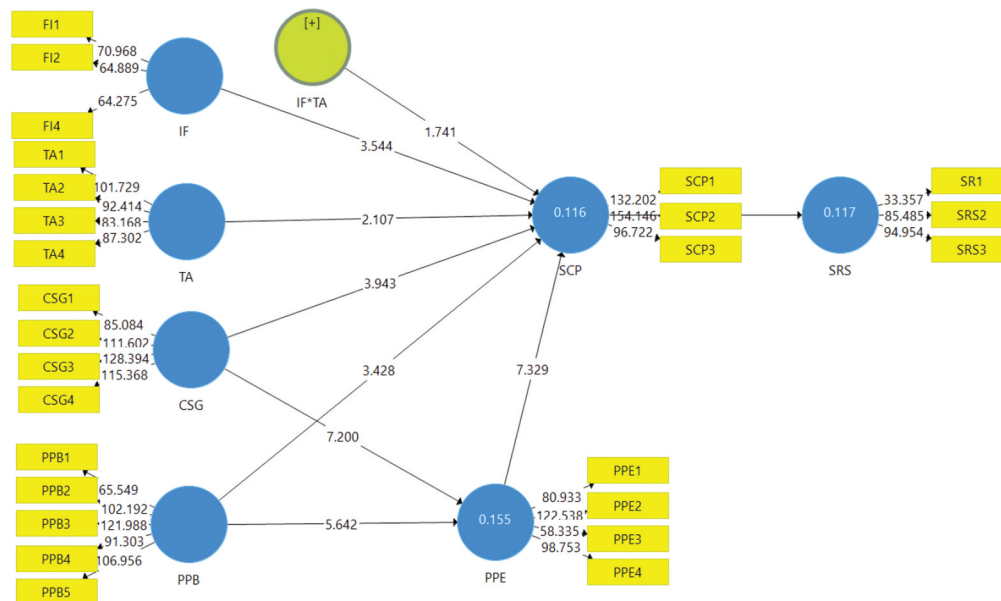 FI1
70.968
FI2
64.889
64.275
FI4
IF
[+]
IF*TA
1.741
3.544
TA1
101.729
TA2
92.414
TA3
83.168
TA4
87.302
TA
2.107
CSG1
85.084
CSG2
111.602
CSG3
128.394
CSG4
115.368
CSG
3.943
3.428
7.200
7.329
PPB1
65.549
PPB2
102.192
PPB3
121.988
PPB4
91.303
PPB5
106.956
PPB
5.642
0.155
PPE
80.933
PPE1
122.538
PPE2
58.335
PPE3
98.753
PPE4
0.116
SCP
132.202
SCP1
154.146
SCP2
96.722
SCP3
0.117
SRS
33.357
SR1
85.485
SRS2
94.954
SRS3